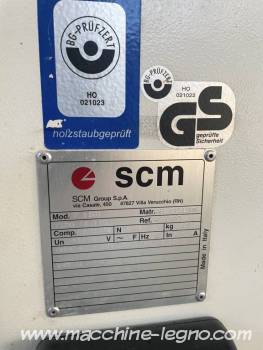 BG-PRÜFZERT
HO
021023
holzstaubgeprüft
BG-PRÜFZERT
HO
021023
GS
geprüfte
Sicherheit
scm
SCM Group S.p.A.
via Casale, 450 47827 Villa Verucchio (RN)
Mod. Matr.
Ref.
Comp. N kg
Un V ~ F Hz In A
Made in Italy
www.macchine-legno.com